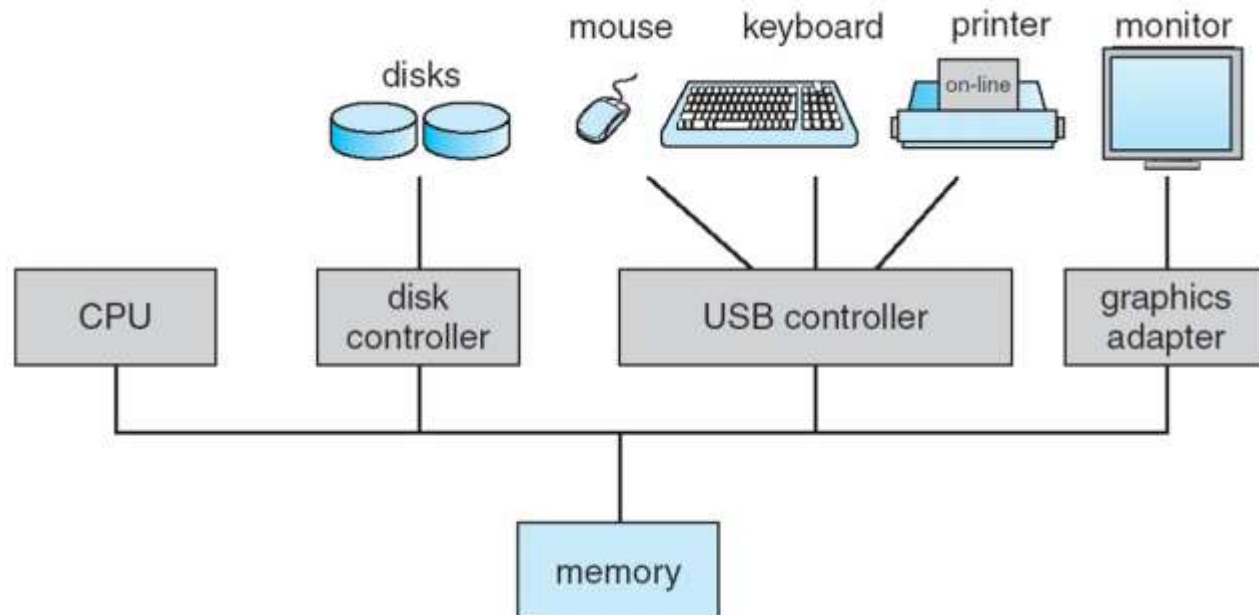 mouse
keyboard
printer
monitor
disks
on-line
CPU
disk
controller
USB controller
graphics
adapter
memory